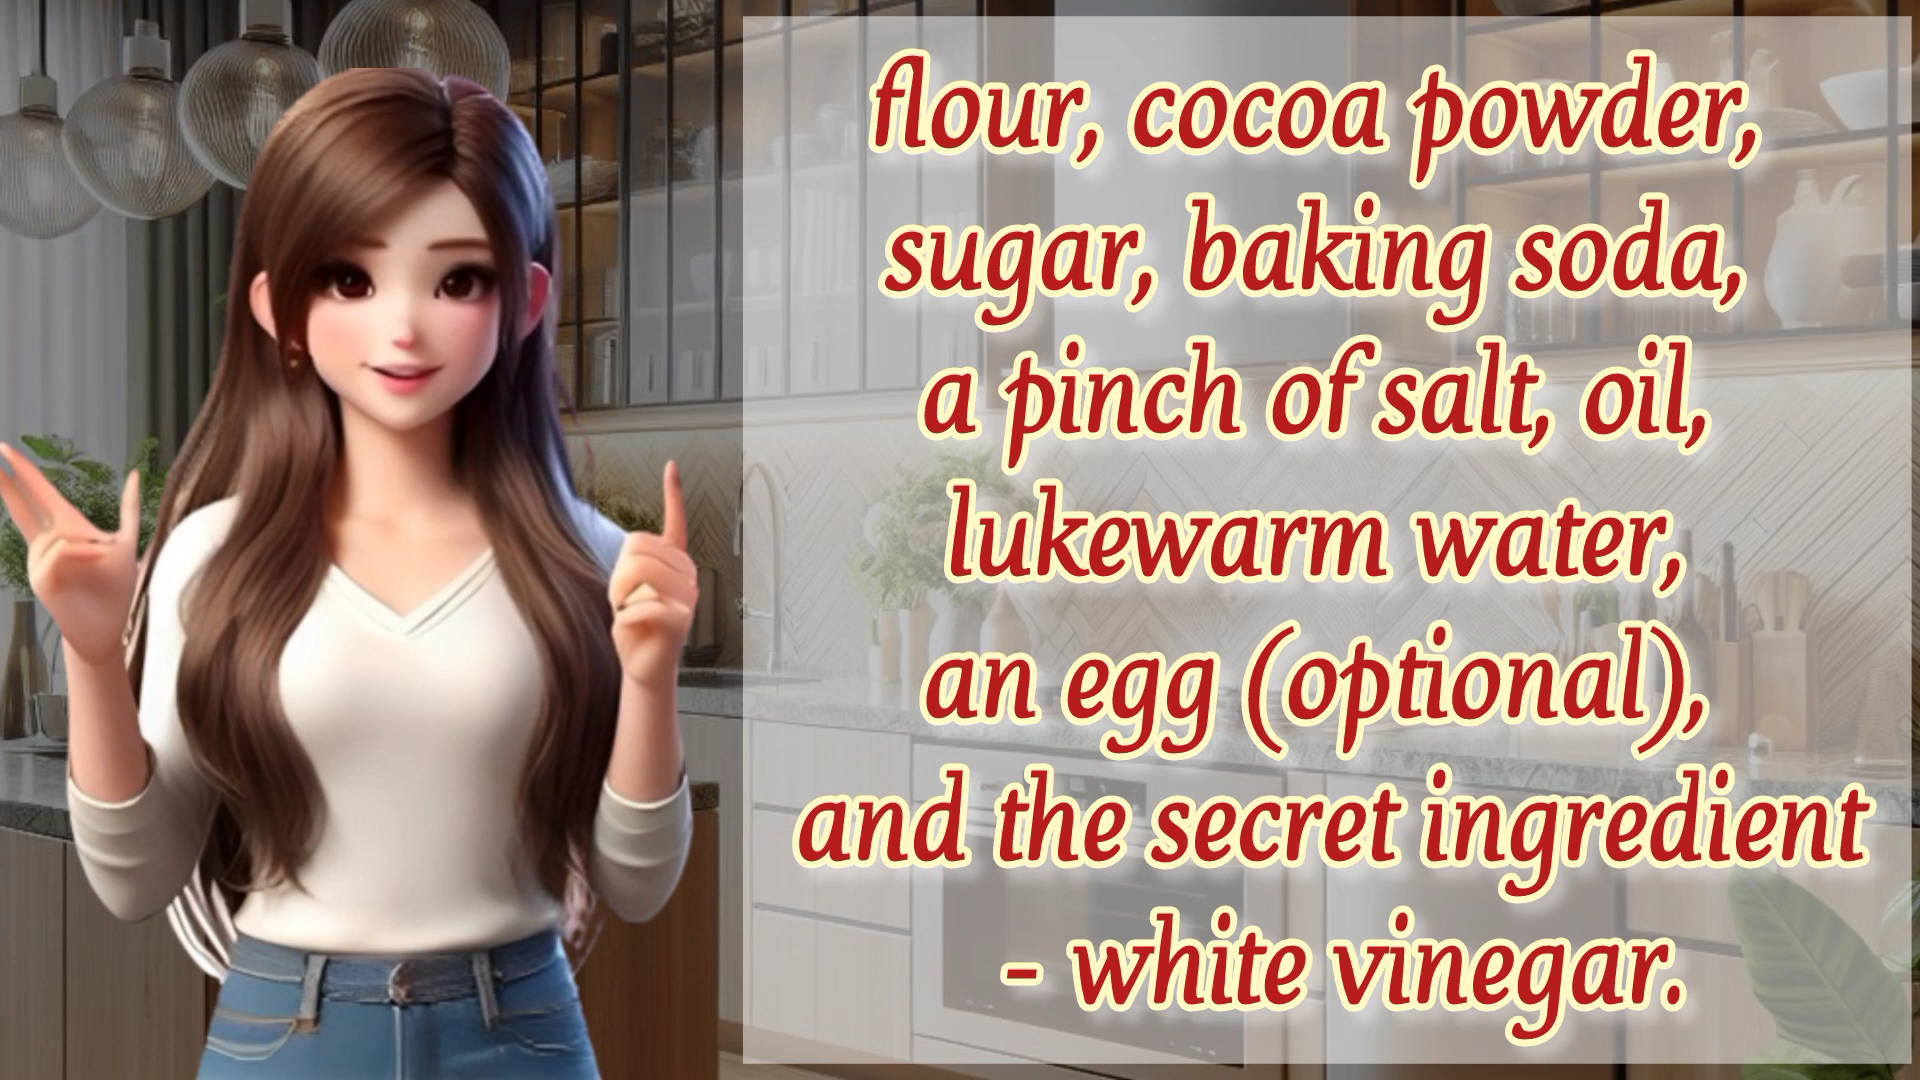 flour, cocoa powder,
sugar, baking soda,
a pinch of salt, oil,
lukewarm water,
an egg (optional),
and the secret ingredient
- white vinegar.